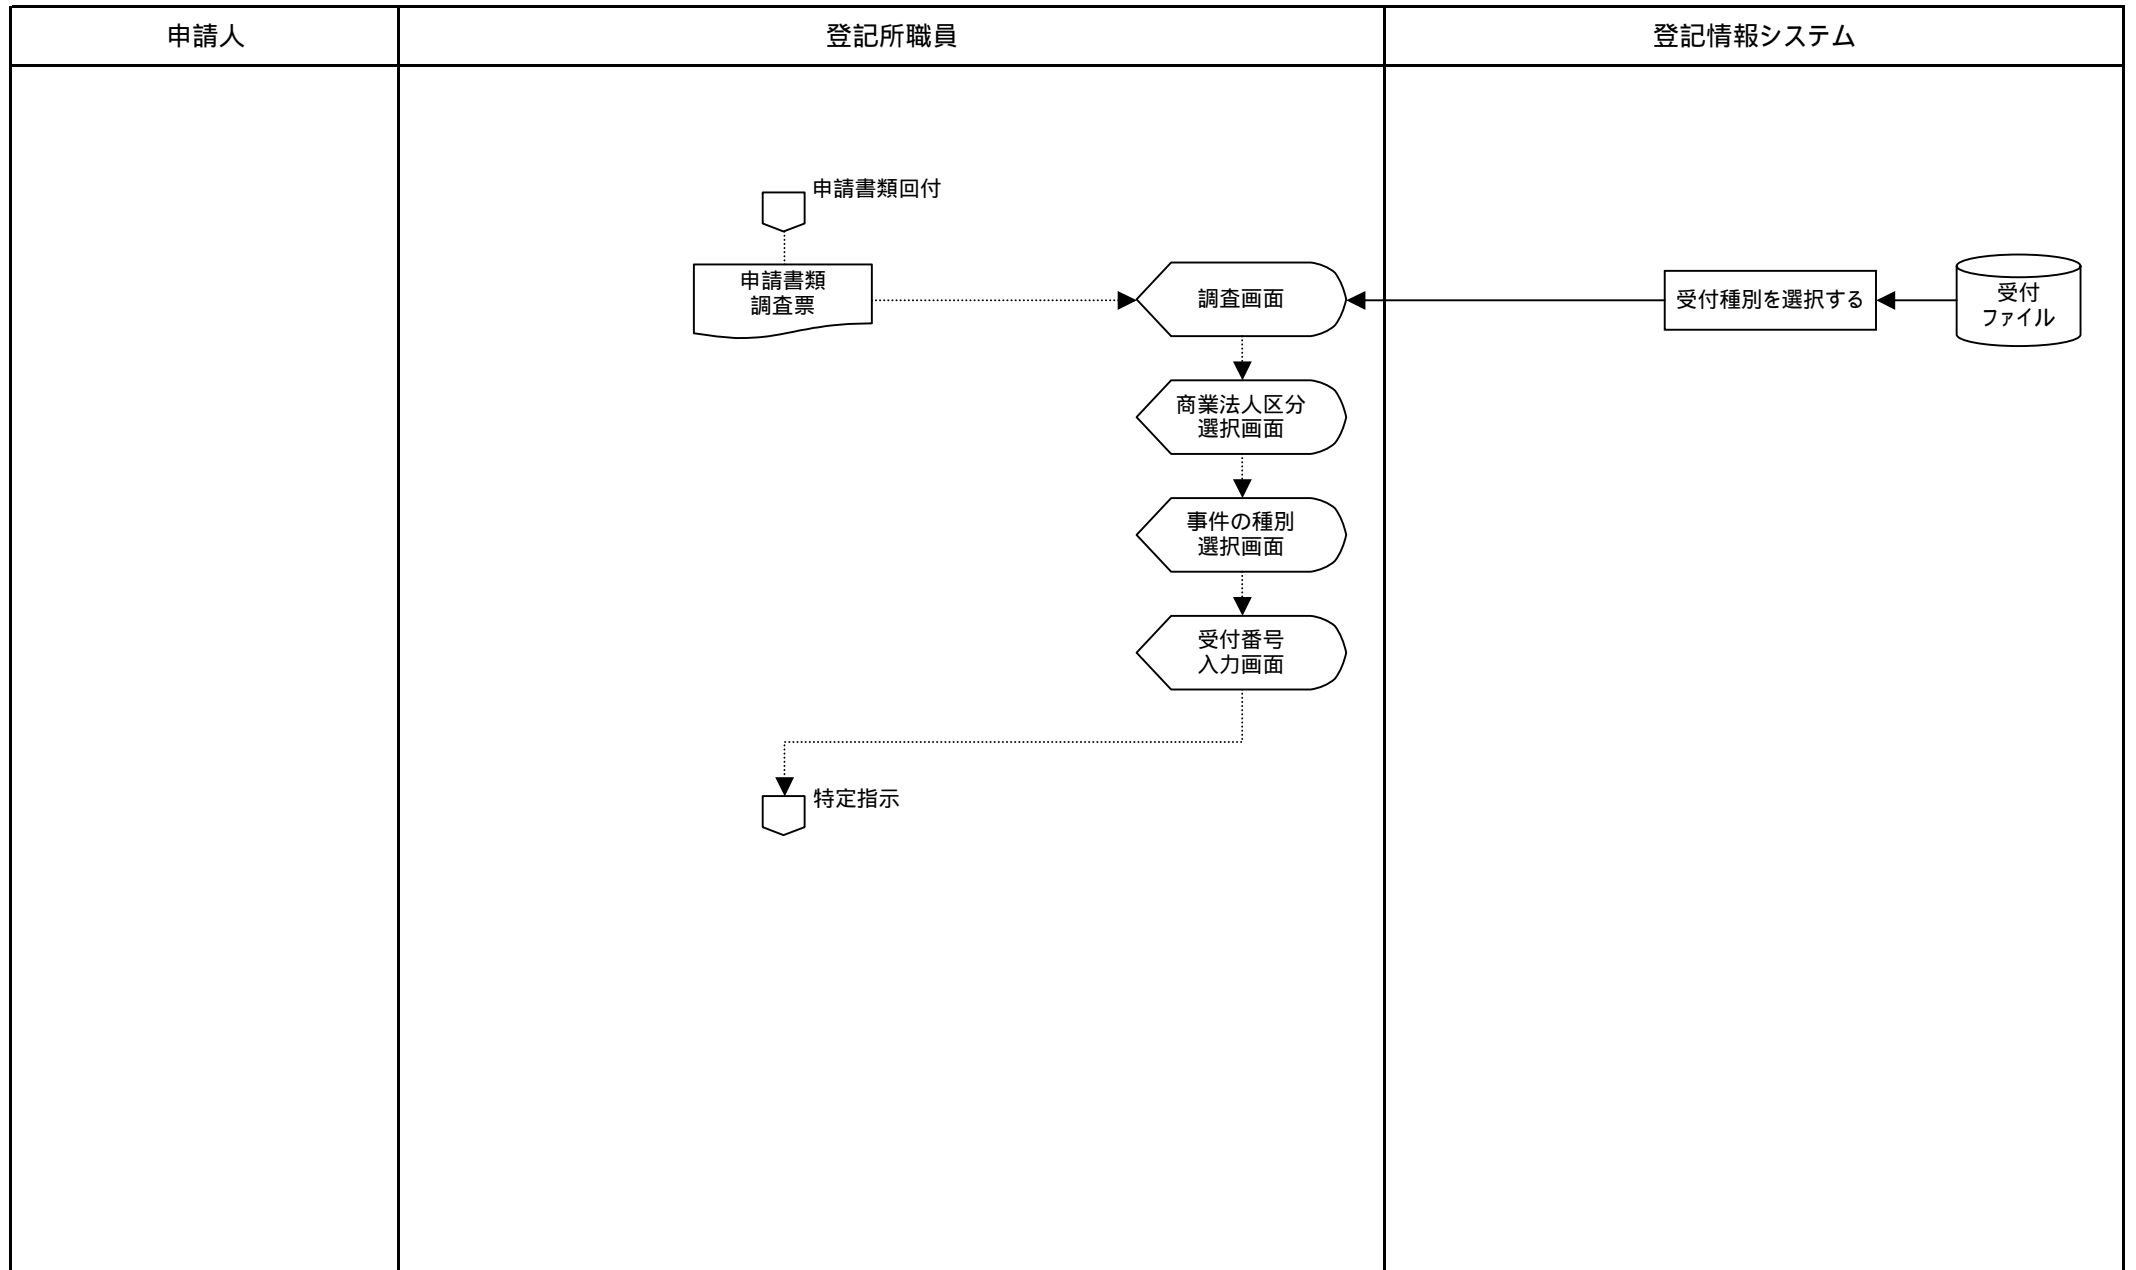 申請人
登記所職員
登記情報システム
申請書類回付
申請書類
調査票
調査画面
受付種別を選択する
受付
ファイル
商業法人区分
選択画面
事件の種別
選択画面
受付番号
入力画面
特定指示